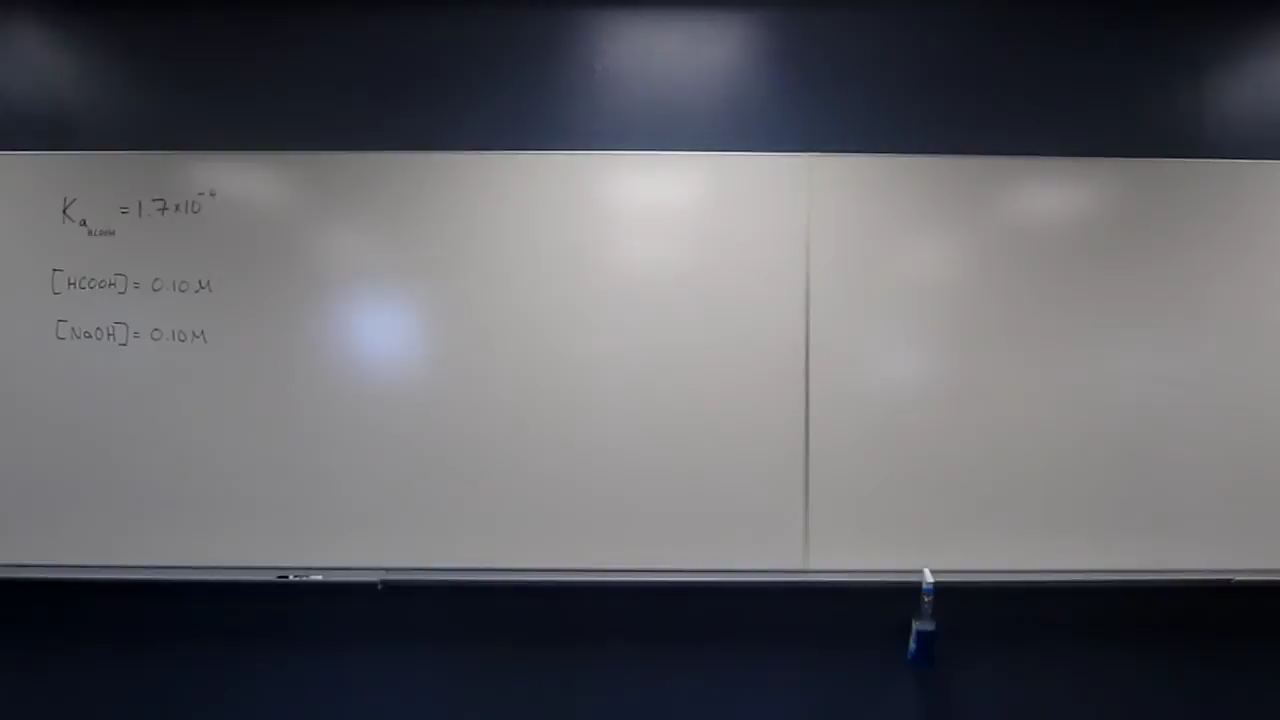 Ka HCOOH = 1.7×10⁻⁴
[HCOOH] = 0.10 M
[NaOH] = 0.10 M